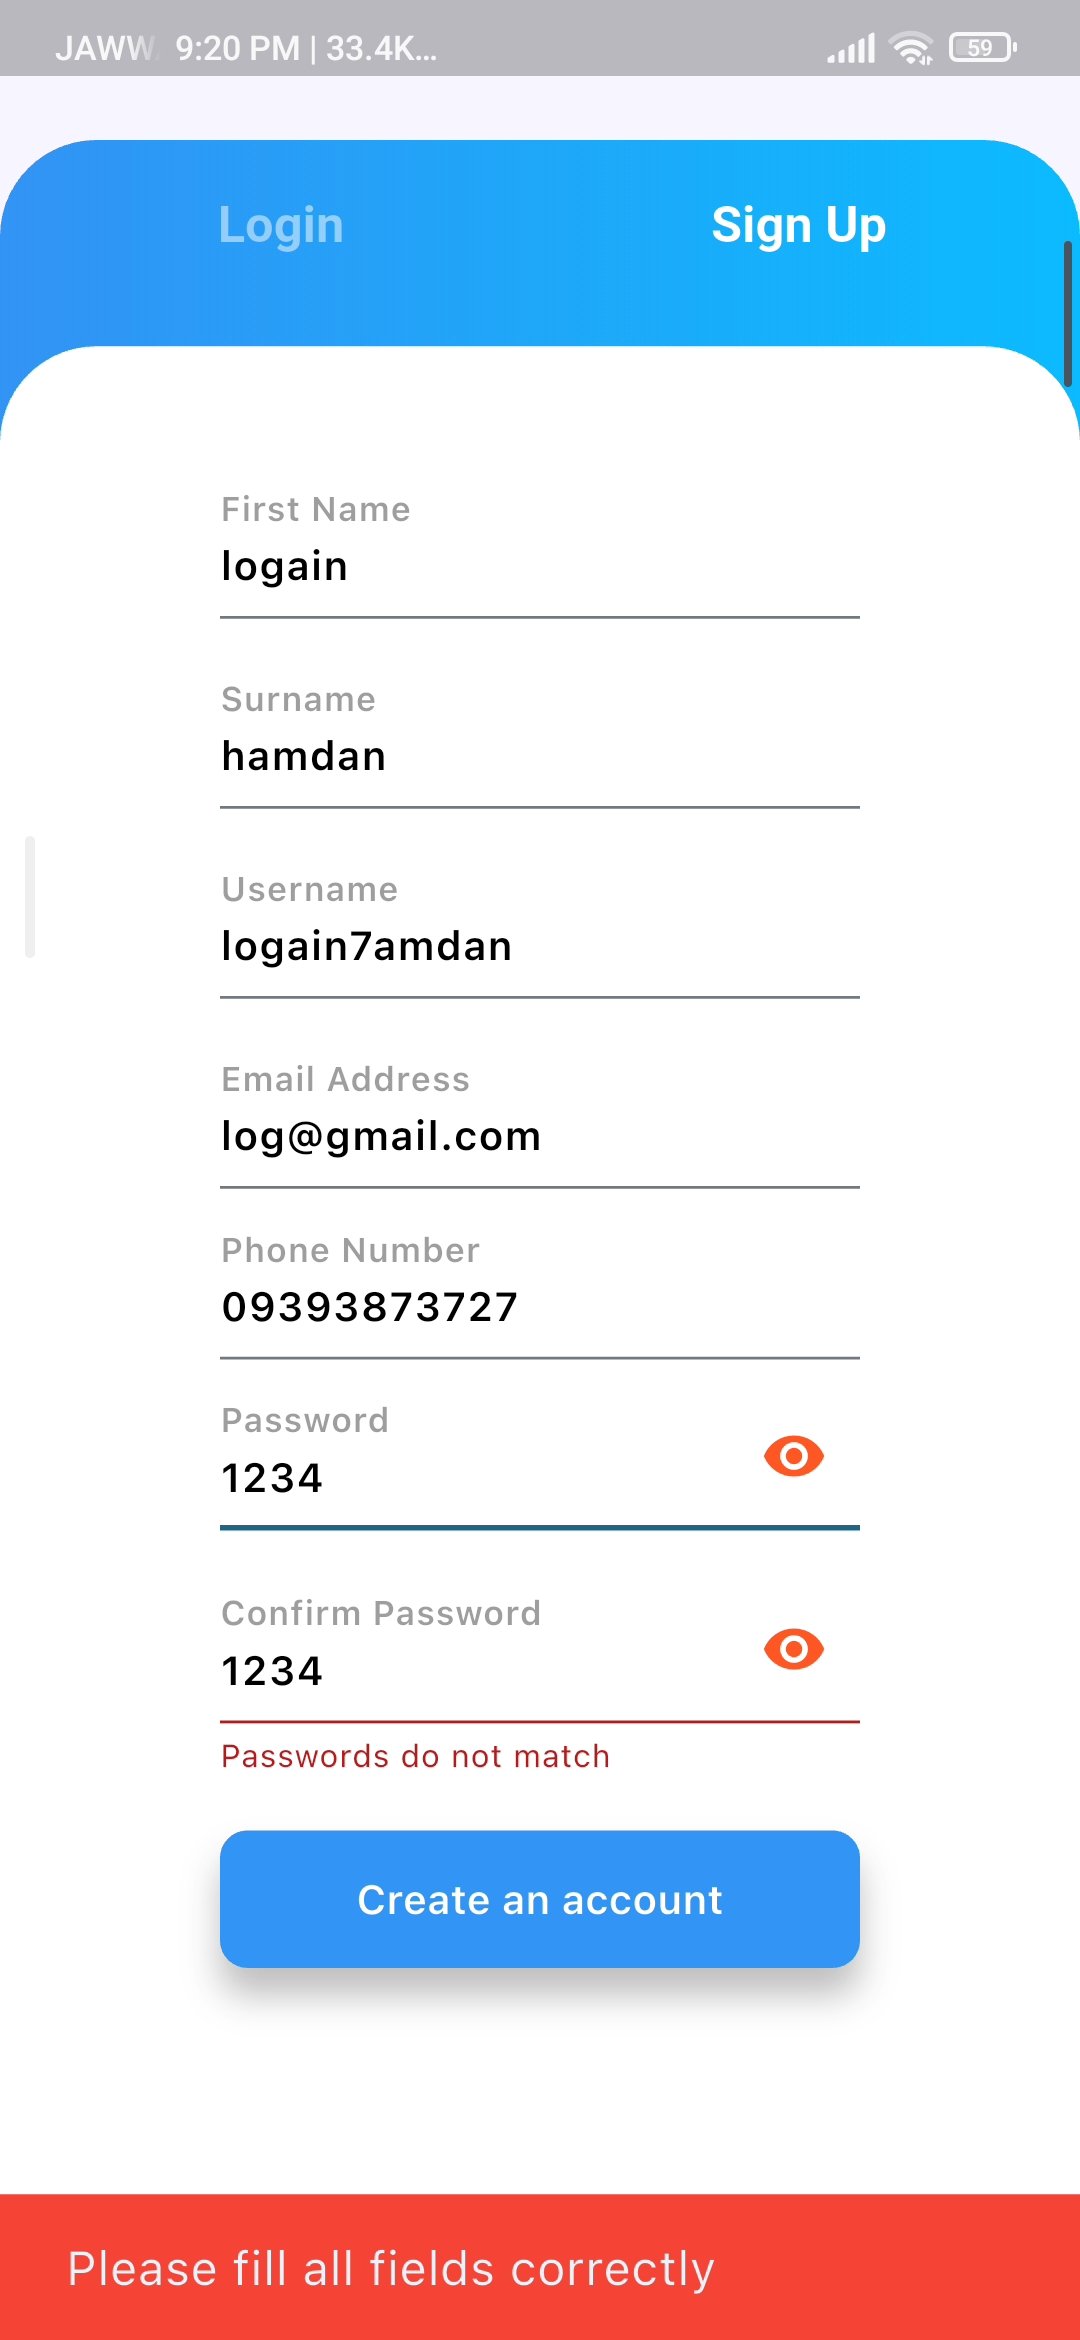 JAWW 9:20 PM | 33.4K...
59
Login Sign Up
First Name
logain
Surname
hamdan
Username
logain7amdan
Email Address
log@gmail.com
Phone Number
09393873727
Password
1234
Confirm Password
1234
Passwords do not match
Create an account
Please fill all fields correctly